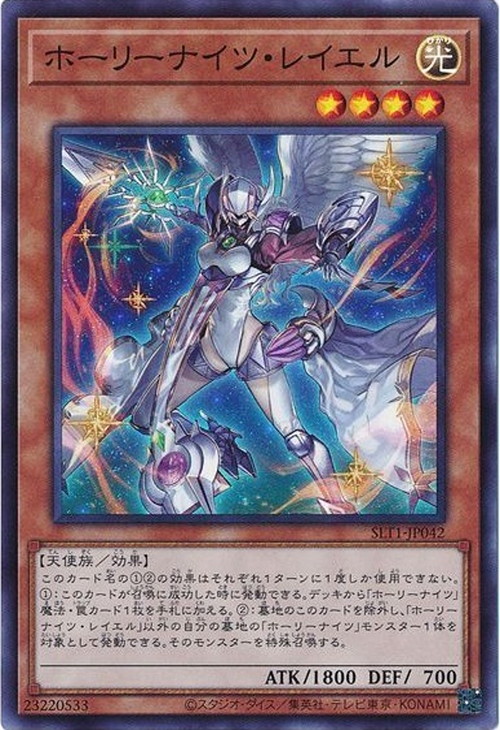 ホーリーナイツ・レイエル
光
SLT1-JP042
【天使族/効果】
このカード名の①②の効果はそれぞれ1ターンに1度しか使用できない。
①:このカードが召喚に成功した時に発動できる。デッキから「ホーリーナイツ」
魔法・罠カード1枚を手札に加える。②:墓地のこのカードを除外し、「ホーリー
ナイツ・レイエル」以外の自分の墓地の「ホーリーナイツ」モンスター1体を
対象として発動できる。そのモンスターを特殊召喚する。
ATK/1800 DEF/ 700
23220533 ©スタジオ・ダイス/集英社・テレビ東京・KONAMI